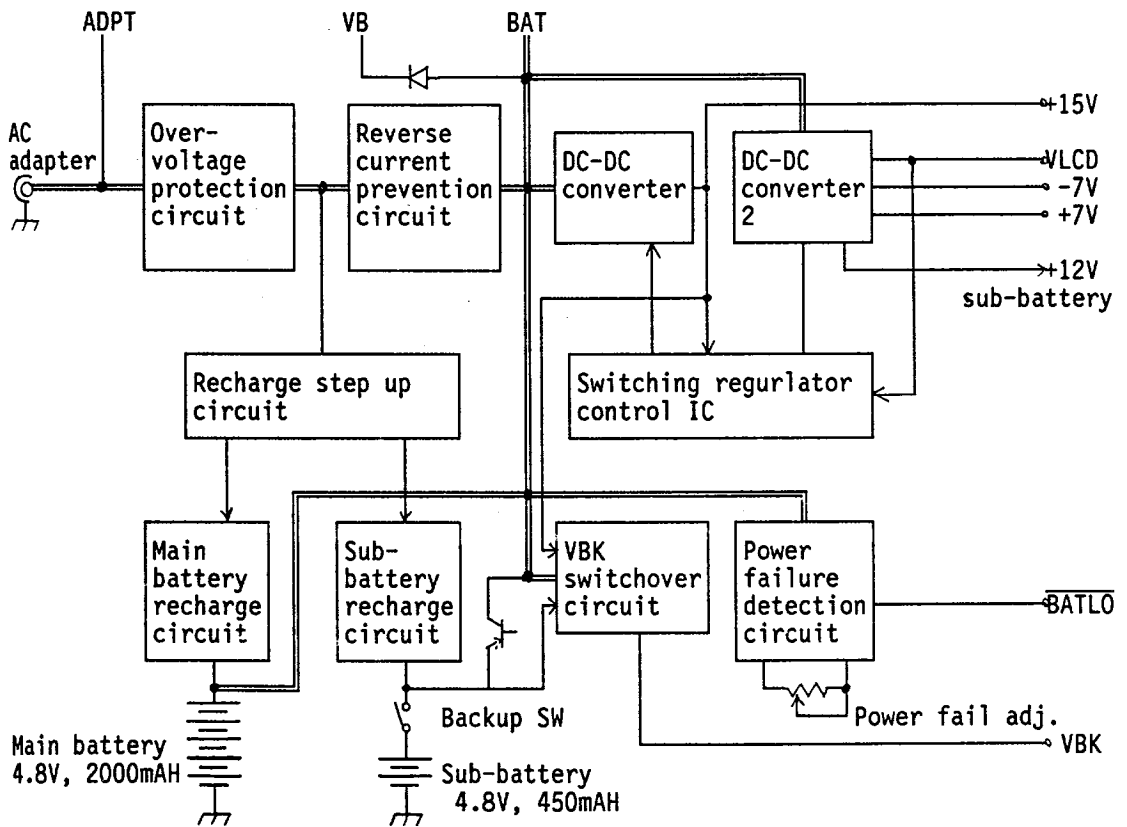 ADPT
VB
BAT
AC
adapter
Over-
voltage
protection
circuit
Reverse
current
prevention
circuit
DC-DC
converter
DC-DC
converter
2
+15V
VLCD
-7V
+7V
+12V
sub-battery
Recharge step up
circuit
Switching regurlator
control IC
Main
battery
recharge
circuit
Sub-
battery
recharge
circuit
VBK
switchover
circuit
Power
failure
detection
circuit
BATLO
Backup SW
Power fail adj.
VBK
Main battery
4.8V, 2000mAH
Sub-battery
4.8V, 450mAH